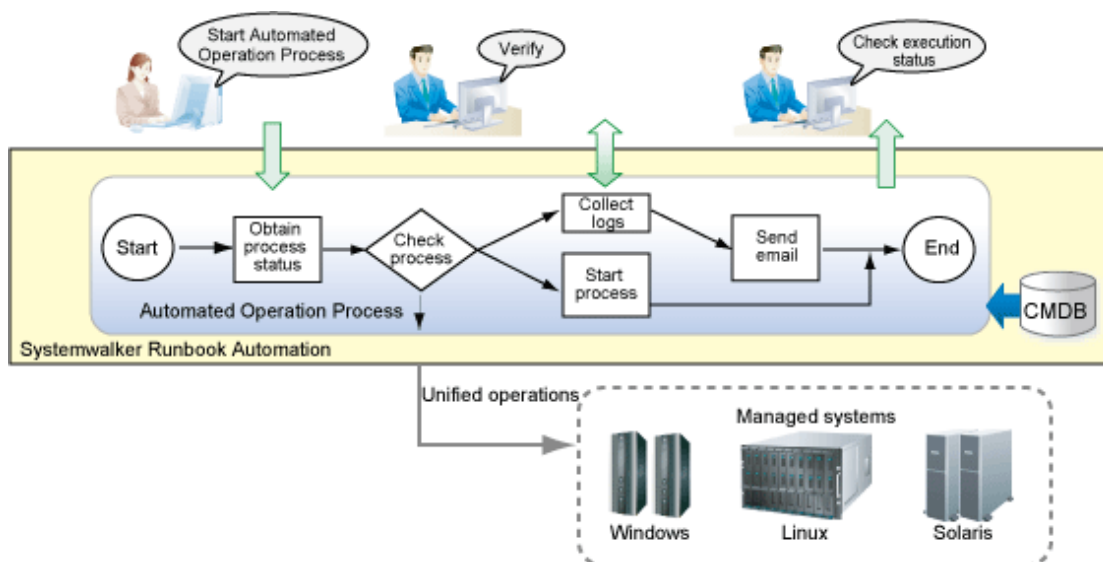 Start Automated
Operation Process
Verify
Check execution
status
Start
Obtain
process
status
Check
process
Collect
logs
Start
process
Send
email
End
Automated Operation Process
CMDB
Systemwalker Runbook Automation
Unified operations
Managed systems
Windows
Linux
Solaris